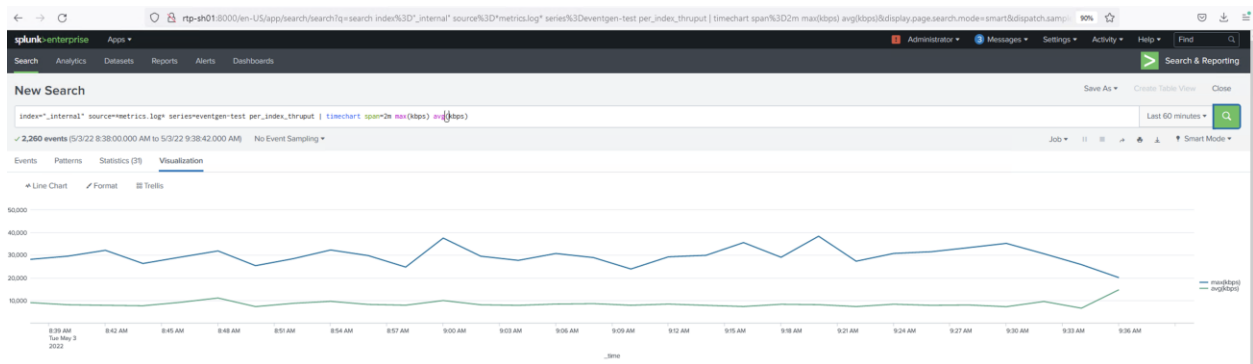 rtp-sh01:8000/en-US/app/search/search?q=search index%3D"_internal" source%3D*metrics.log* series%3Deventgen-test per_index_thruput | timechart span%3D2m max(kbps) avg(kbps)&display.page.search.mode=smart&dispatch.sampl 90%
splunk>enterprise Apps ▾ Administrator ▾ 3 Messages ▾ Settings ▾ Activity ▾ Help ▾ Find
Search Analytics Datasets Reports Alerts Dashboards > Search & Reporting
New Search Save As ▾ Create Table View Close
index="_internal" source=*metrics.log* series=eventgen-test per_index_thruput | timechart span=2m max(kbps) avg(kbps) Last 60 minutes ▾
✓ 2,260 events (5/3/22 8:38:00.000 AM to 5/3/22 9:38:42.000 AM) No Event Sampling ▾ Job ▾ Smart Mode ▾
Events Patterns Statistics (31) Visualization
Line Chart Format Trellis
50,000
40,000
30,000
20,000
10,000
max(kbps)
avg(kbps)
8:39 AM 8:42 AM 8:45 AM 8:48 AM 8:51 AM 8:54 AM 8:57 AM 9:00 AM 9:03 AM 9:06 AM 9:09 AM 9:12 AM 9:15 AM 9:18 AM 9:21 AM 9:24 AM 9:27 AM 9:30 AM 9:33 AM 9:36 AM
Tue May 3
2022
_time